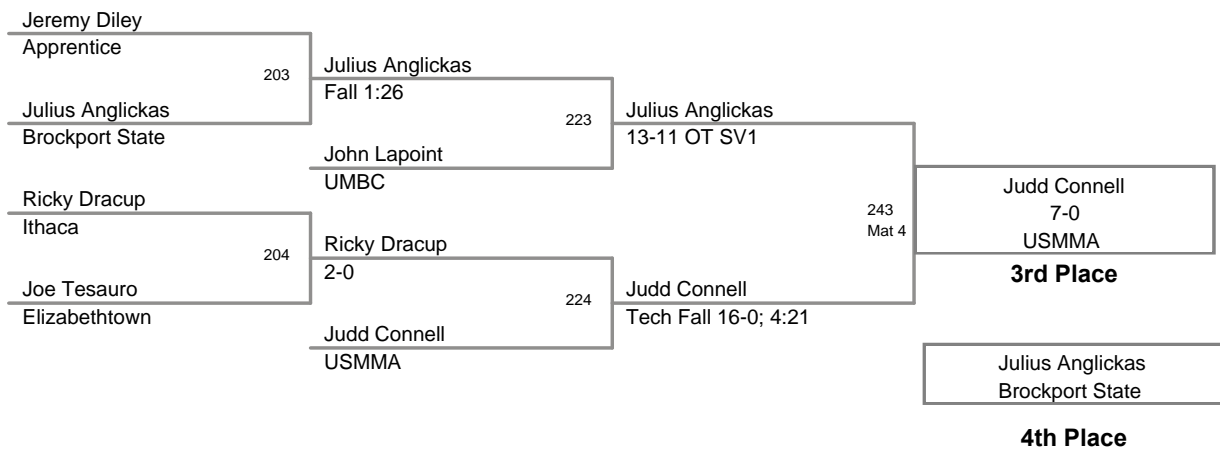 Jeremy Diley
Apprentice
203
Julius Anglickas
Brockport State
Julius Anglickas
Fall 1:26
223
John Lapoint
UMBC
Julius Anglickas
13-11 OT SV1
Ricky Dracup
Ithaca
204
Joe Tesauro
Elizabethtown
Ricky Dracup
2-0
224
Judd Connell
USMMA
Judd Connell
Tech Fall 16-0; 4:21
243
Mat 4
Judd Connell
7-0
USMMA
3rd Place
Julius Anglickas
Brockport State
4th Place